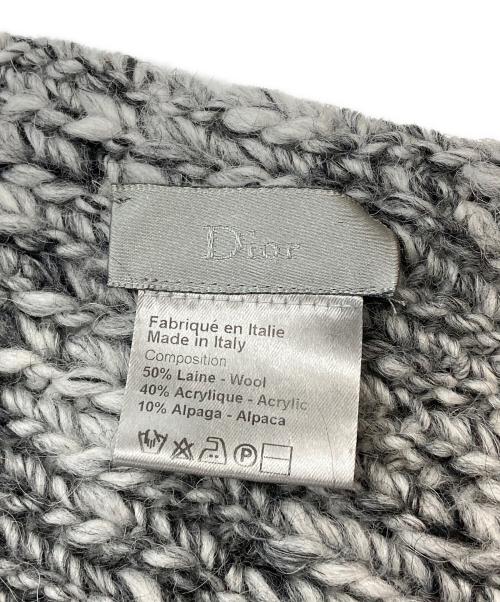 Dior
Fabriqué en Italie
Made in Italy
Composition
50% Laine - Wool
40% Acrylique - Acrylic
10% Alpaga - Alpaca
P